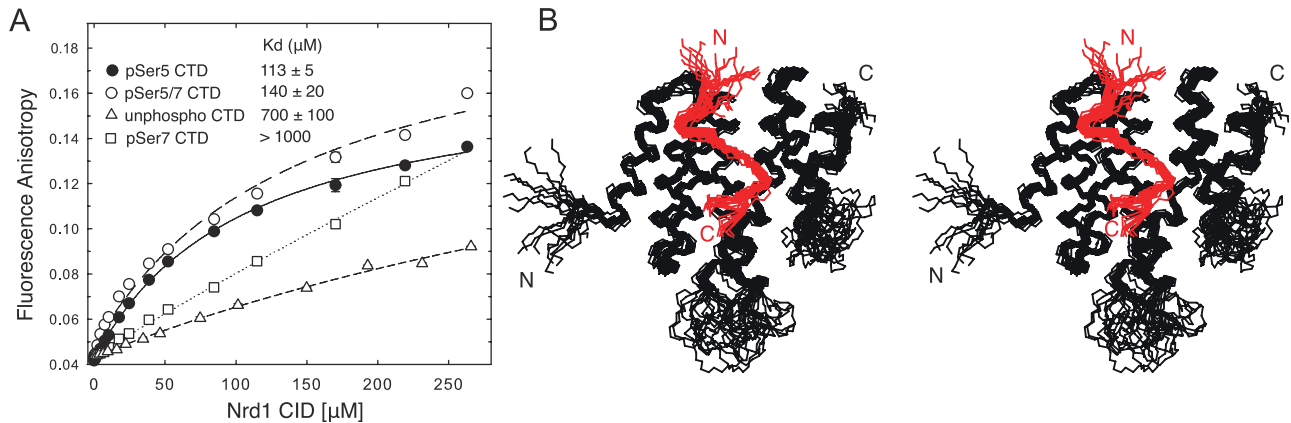 A
Fluorescence Anisotropy
0.18
0.16
0.14
0.12
0.10
0.08
0.06
0.04
Kd (μM)
pSer5 CTD 113 ± 5
pSer5/7 CTD 140 ± 20
unphospho CTD 700 ± 100
pSer7 CTD > 1000
0 50 100 150 200 250
Nrd1 CID [μM]
B
N
C
N
C
N
C
N
C